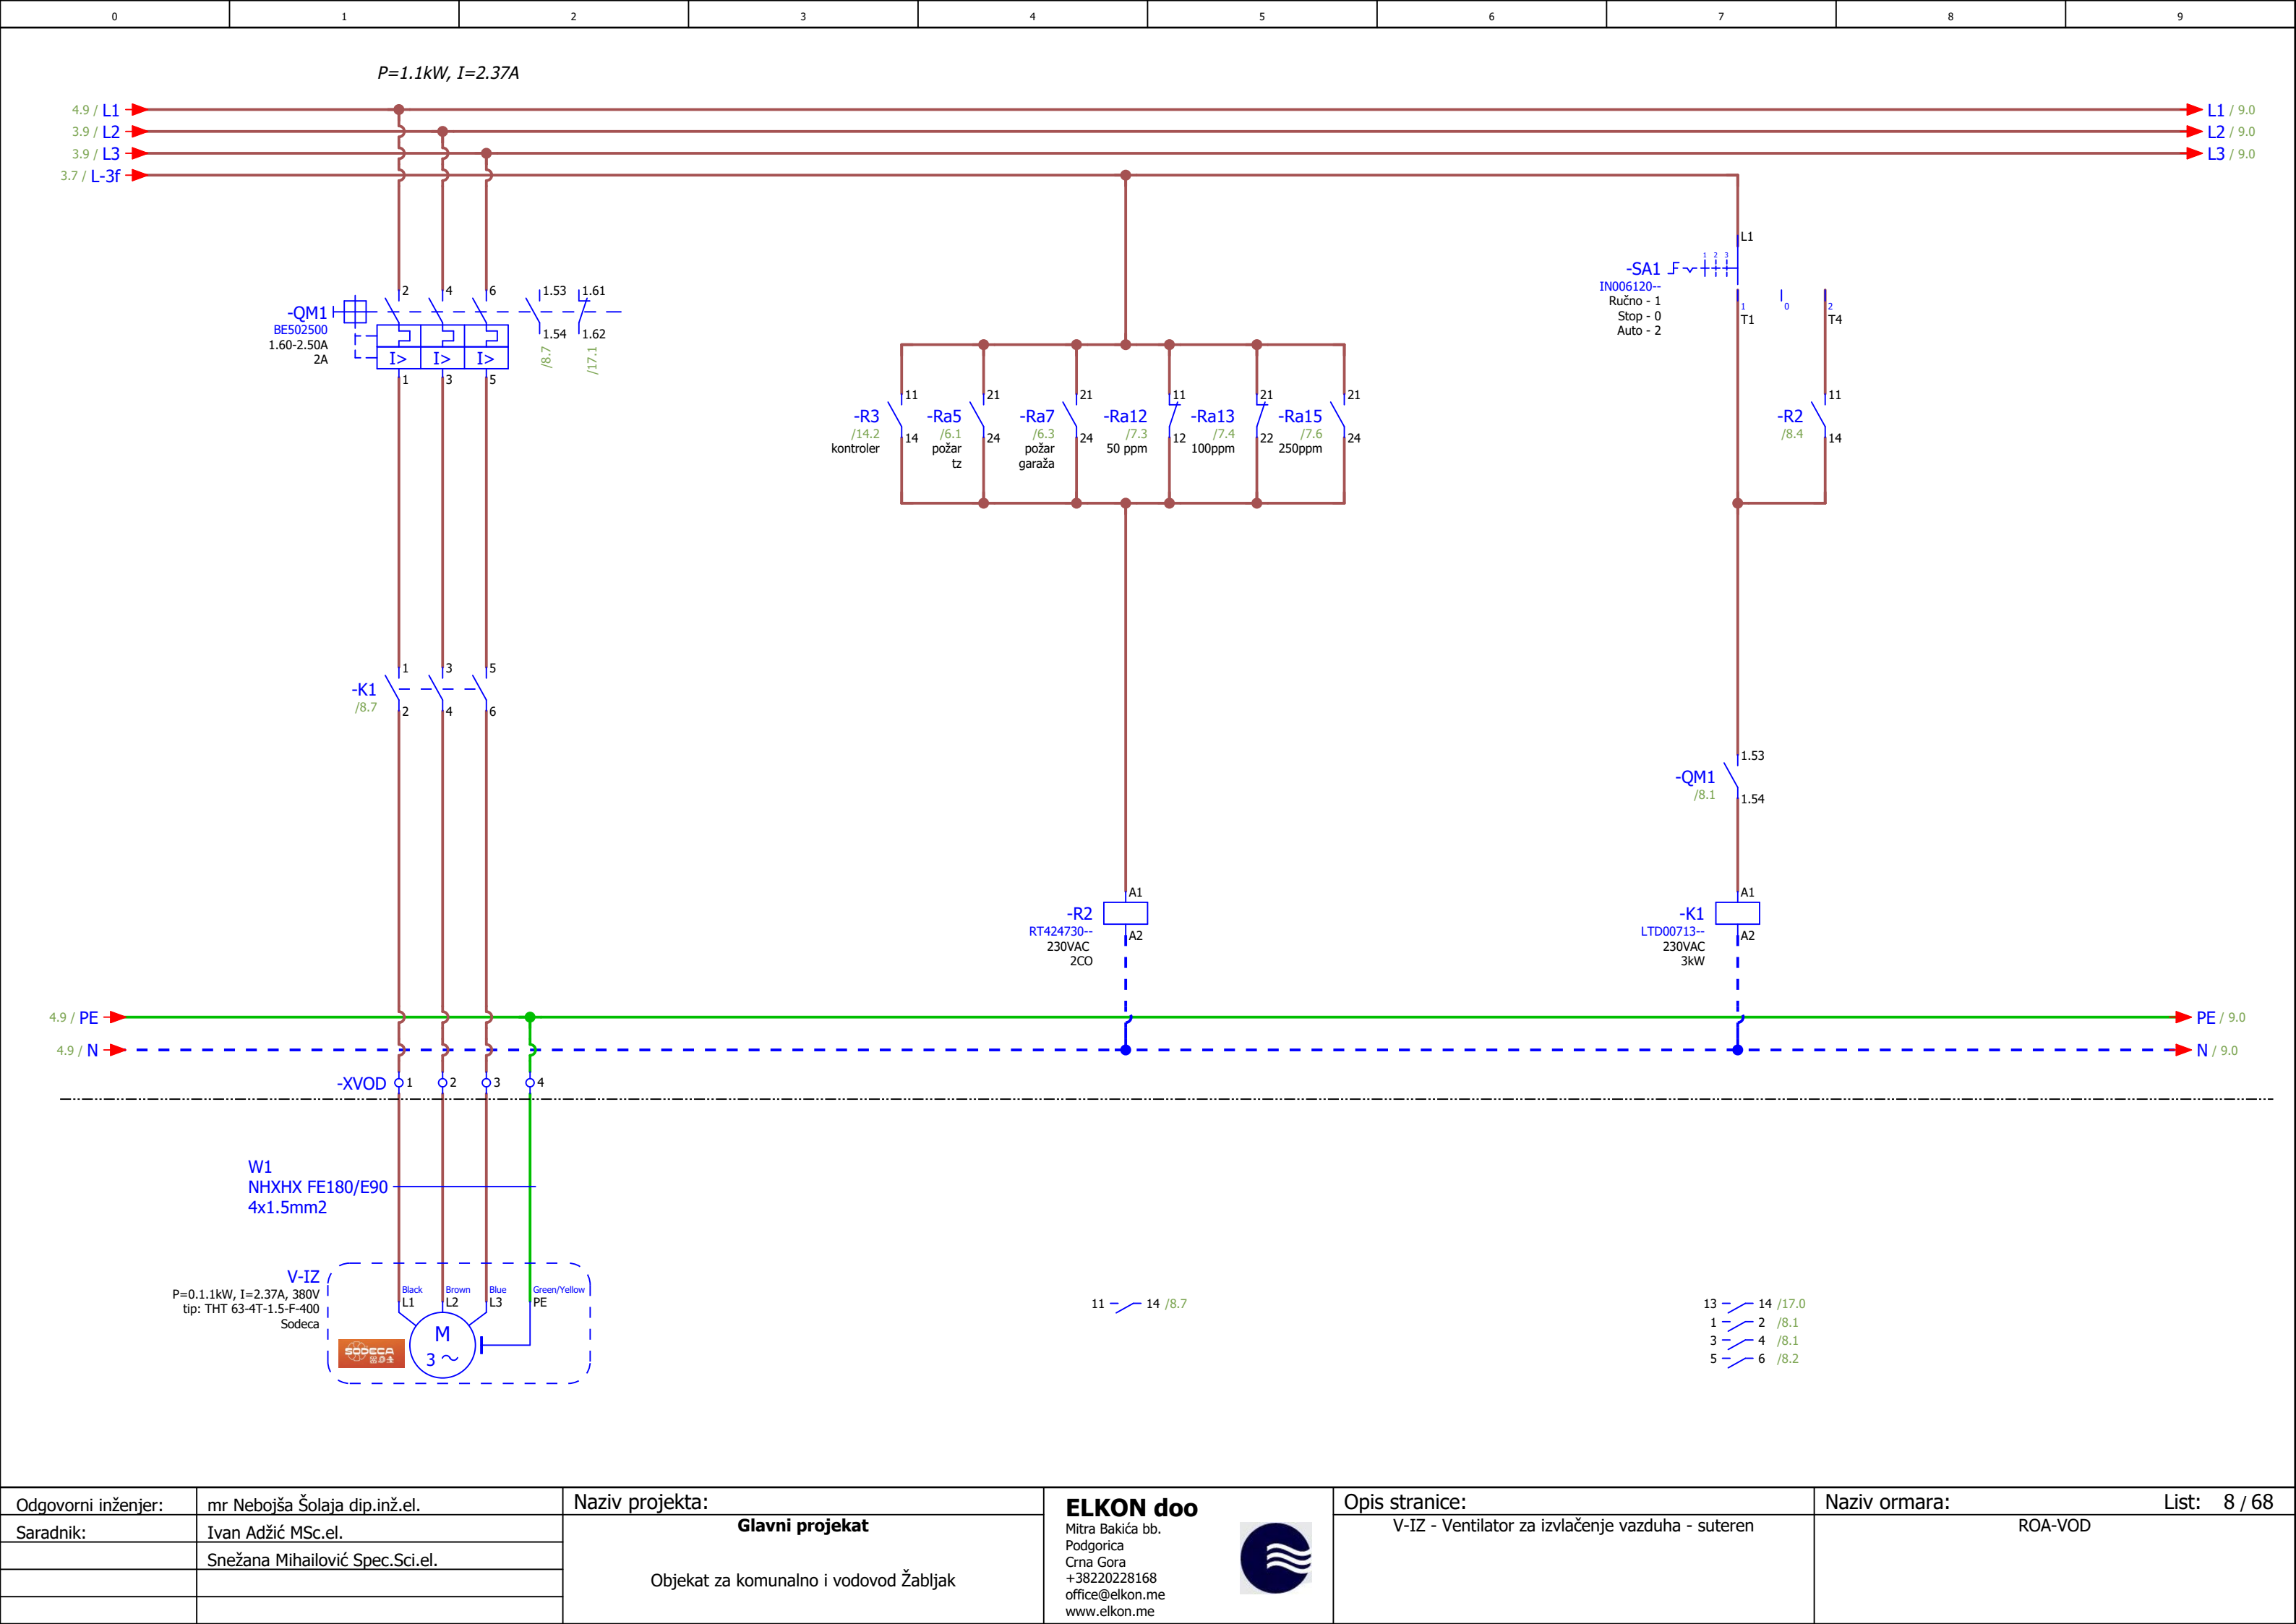 0 1 2 3 4 5 6 7 8 9
P=1.1kW, I=2.37A
4.9 / L1
L1 / 9.0
3.9 / L2
L2 / 9.0
3.9 / L3
L3 / 9.0
3.7 / L-3f
L1
-SA1
1 2 3
IN006120--
Ručno - 1
Stop - 0
Auto - 2
1 0 2
T1 T4
2 4 6 1.53 1.61
-QM1
BE502500
1.60-2.50A
2A
1.54 1.62
I> I> I>
/8.7 /17.1
1 3 5
11 21 21 11 21 21
-R3 -Ra5 -Ra7 -Ra12 -Ra13 -Ra15
/14.2 /6.1 /6.3 /7.3 /7.4 /7.6
14 24 24 12 22 24
kontroler požar požar 50 ppm 100ppm 250ppm
tz garaža
11
-R2
/8.4
14
1 3 5
-K1
/8.7
2 4 6
1.53
-QM1
/8.1
1.54
A1
-R2
RT424730--
A2
230VAC
2CO
A1
-K1
LTD00713--
A2
230VAC
3kW
4.9 / PE
PE / 9.0
4.9 / N
N / 9.0
-XVOD 1 2 3 4
W1
NHXHX FE180/E90
4x1.5mm2
V-IZ
P=0.1.1kW, I=2.37A, 380V
tip: THT 63-4T-1.5-F-400
Sodeca
Black Brown Blue Green/Yellow
L1 L2 L3 PE
SODECA
M
3 ~
11 14 /8.7
13 14 /17.0
1 2 /8.1
3 4 /8.1
5 6 /8.2
Odgovorni inženjer: mr Nebojša Šolaja dip.inž.el.
Saradnik: Ivan Adžić MSc.el.
Snežana Mihailović Spec.Sci.el.
Naziv projekta:
Glavni projekat
Objekat za komunalno i vodovod Žabljak
ELKON doo
Mitra Bakića bb.
Podgorica
Crna Gora
+38220228168
office@elkon.me
www.elkon.me
Opis stranice:
V-IZ - Ventilator za izvlačenje vazduha - suteren
Naziv ormara: List: 8 / 68
ROA-VOD